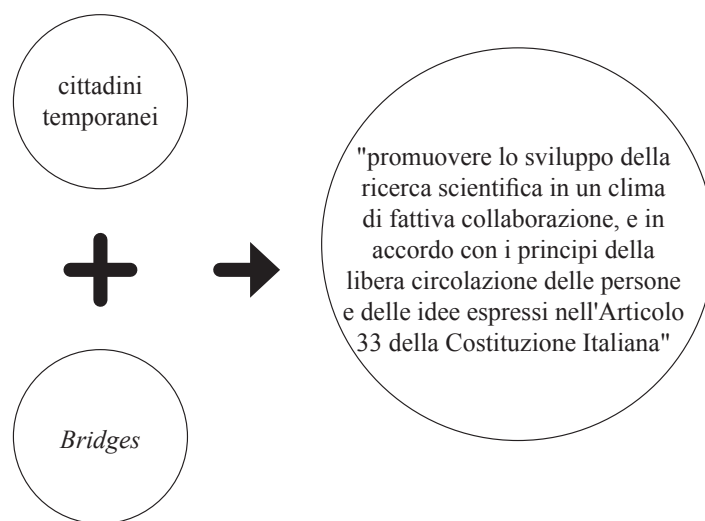 cittadini
temporanei
Bridges
"promuovere lo sviluppo della
ricerca scientifica in un clima
di fattiva collaborazione, e in
accordo con i principi della
libera circolazione delle persone
e delle idee espressi nell'Articolo
33 della Costituzione Italiana"